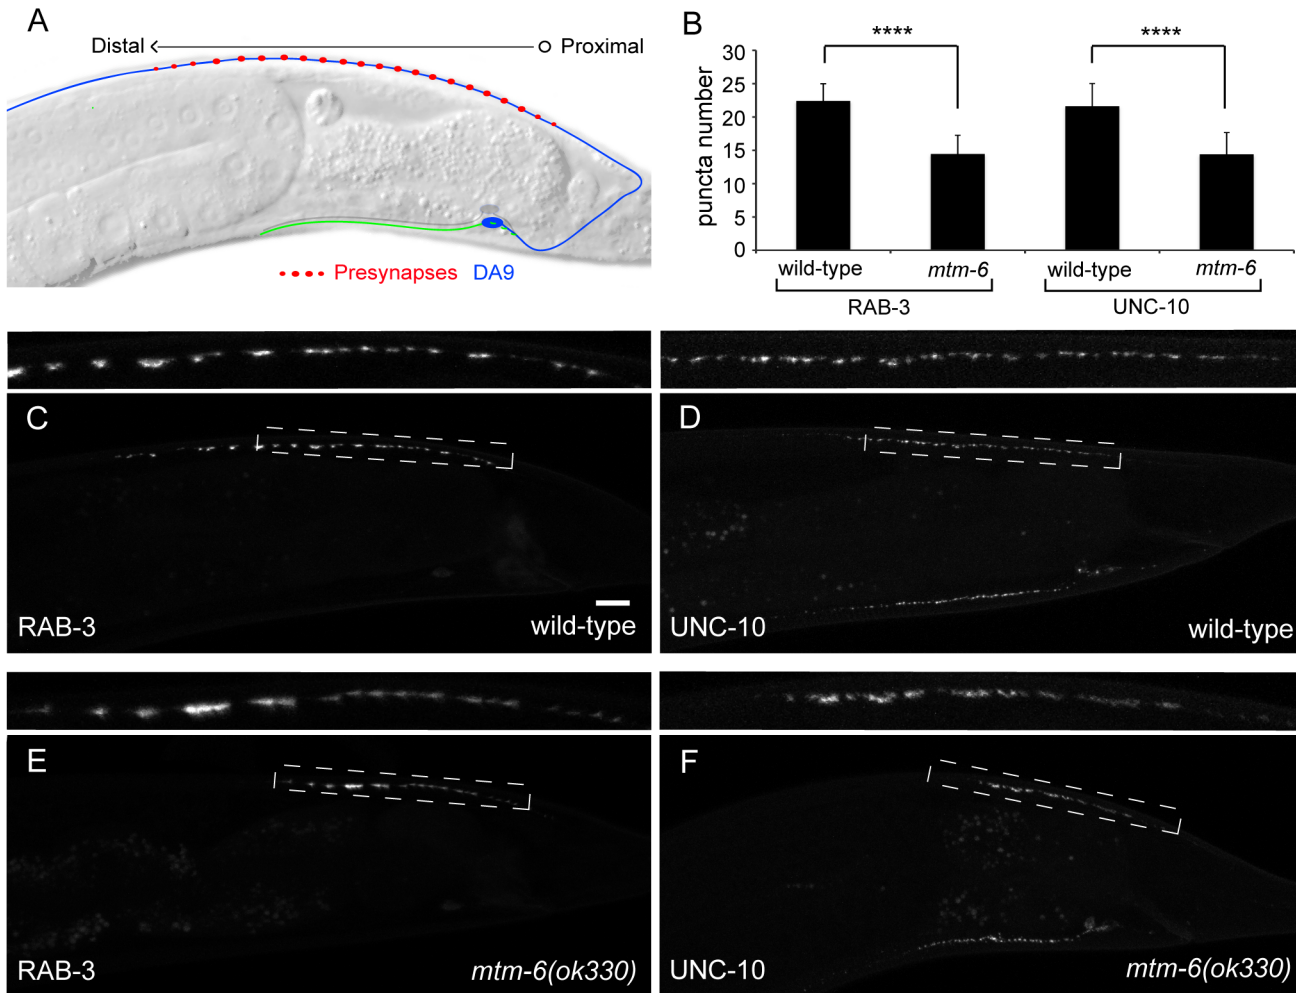 A
Distal Proximal
Presynapses DA9
B
**** ****
puncta number
30
25
20
15
10
5
0
wild-type mtm-6 wild-type mtm-6
RAB-3 UNC-10
C
RAB-3 wild-type
D
UNC-10 wild-type
E
RAB-3 mtm-6(ok330)
F
UNC-10 mtm-6(ok330)